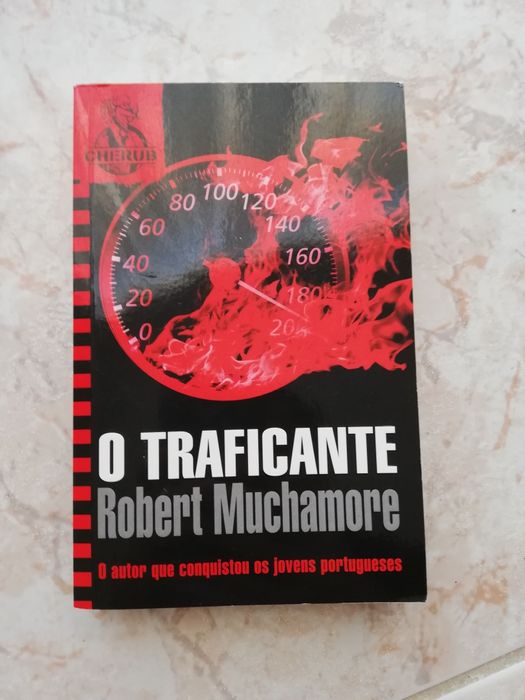 CHERUB
0
20
40
60
80
100
120
140
160
180
20
O TRAFICANTE
Robert Muchamore
O autor que conquistou os jovens portugueses